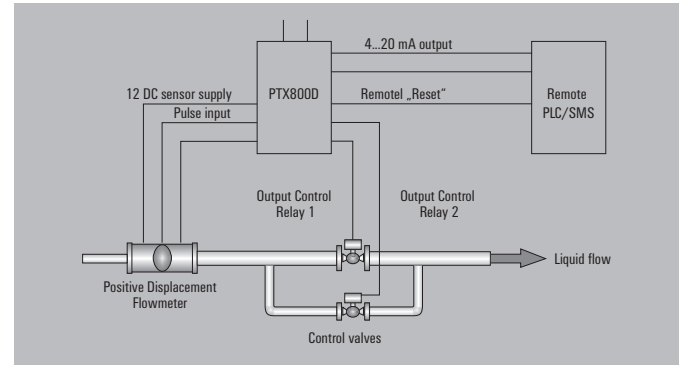 4...20 mA output
12 DC sensor supply
PTX800D
Remotel „Reset“
Remote
PLC/SMS
Pulse input
Output Control
Relay 1
Output Control
Relay 2
Liquid flow
Positive Displacement
Flowmeter
Control valves